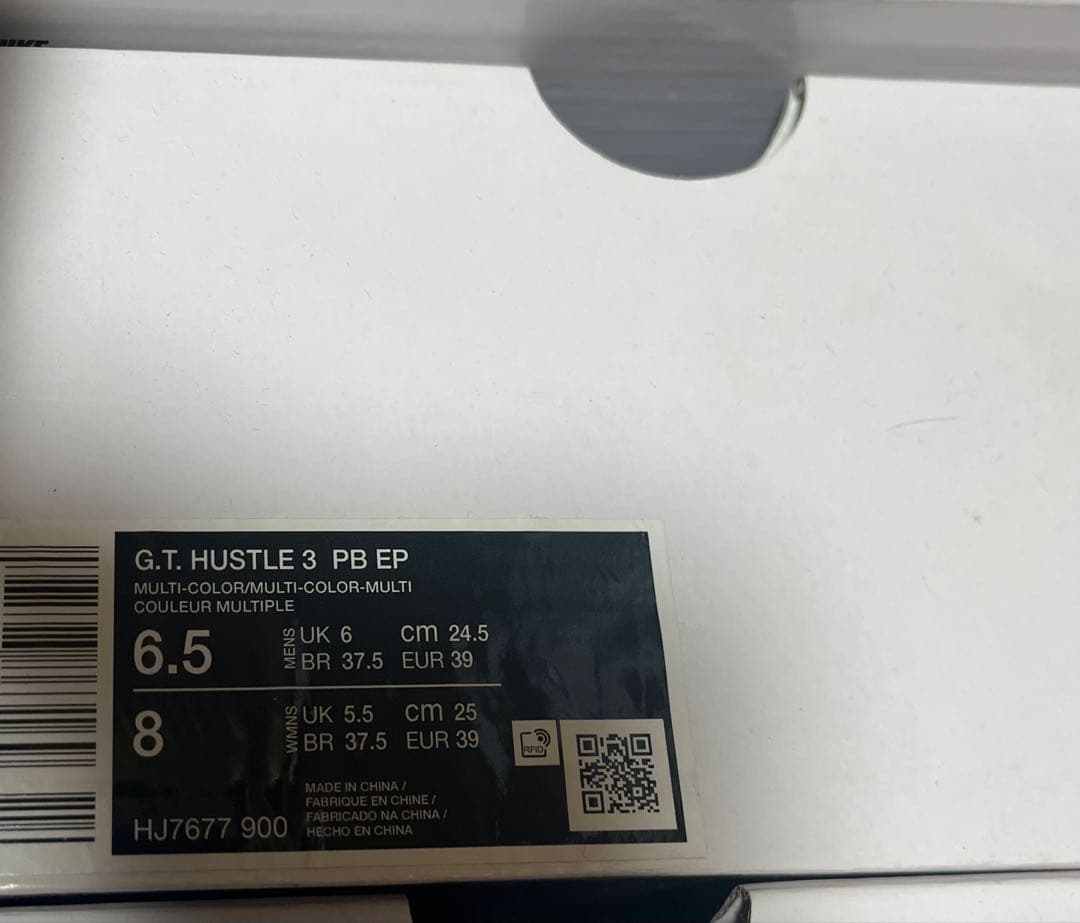 G.T. HUSTLE 3 PB EP
MULTI-COLOR/MULTI-COLOR-MULTI
COULEUR MULTIPLE
6.5 MENS UK 6 cm 24.5
BR 37.5 EUR 39
8 WMNS UK 5.5 cm 25
BR 37.5 EUR 39
RFID
MADE IN CHINA /
FABRIQUE EN CHINE /
FABRICADO NA CHINA /
HECHO EN CHINA
HJ7677 900